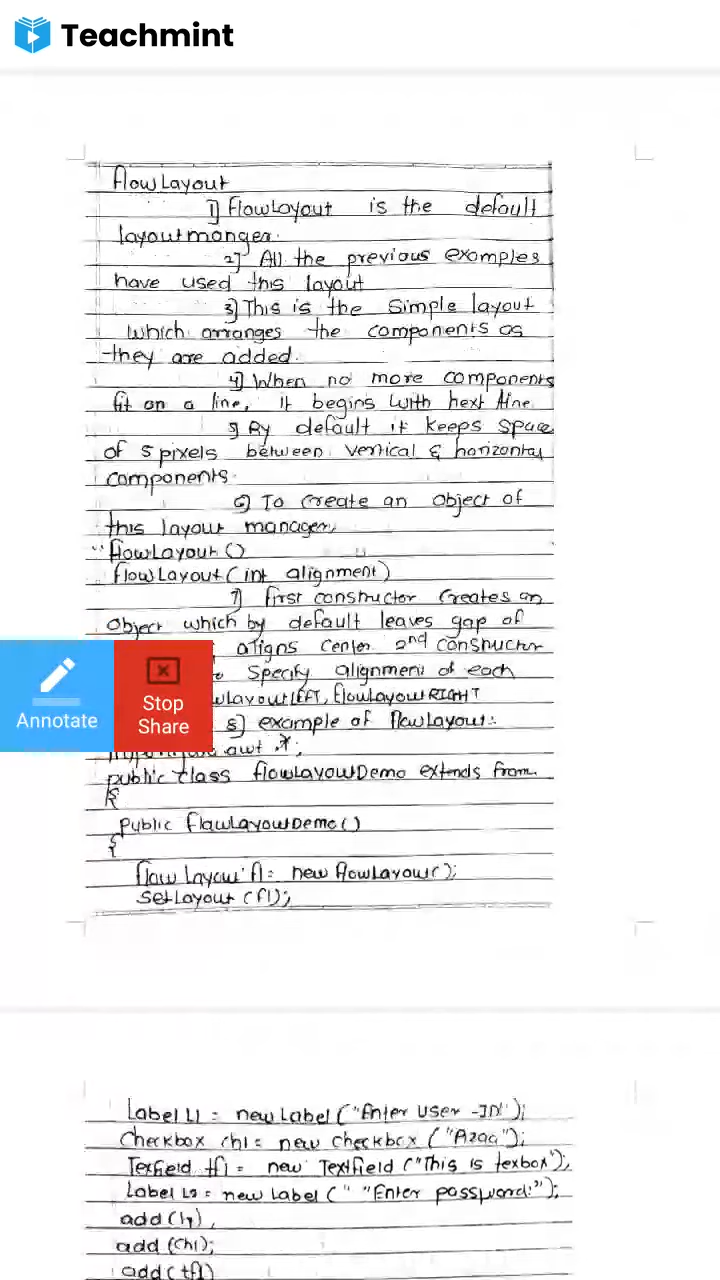 Teachmint
FlowLayout
1] FlowLayout is the default
layoutmanger.
2] All the previous examples
have used this layout
3] This is the simple layout
which arranges the components as
they are added.
4] When no more components
fit on a line, it begins with next line
5] By default it keeps space
of 5 pixels between vertical & horizontal
components.
6] To create an object of
this layout manager,
FlowLayout ()
FlowLayout (int alignment)
7] First constructor creates an
object which by default leaves gap of
aligns center 2nd constructor
specify alignment of each
LayoutLEFT, FlowLayoutRIGHT
Annotate
Stop
Share
8] example of FlowLayout:
awt .*;
public class flowLayoutDemo extends from
{
public flawLayoutDemo ()
{
flow Layout fl = new flowLayout();
setLayout (fl);
Label L1 = new Label ("Enter User -ID");
Checkbox ch1 = new checkbox ("Azaa");
Texfield tf1 = new Textfield ("This is texbox"),
Label L2 = new Label (" "Enter password:");
add (l1),
add (ch1);
add (tf1)